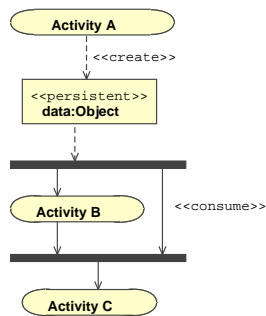 Activity A
<<create>>
<<persistent>>
data:Object
Activity B
<<consume>>
Activity C